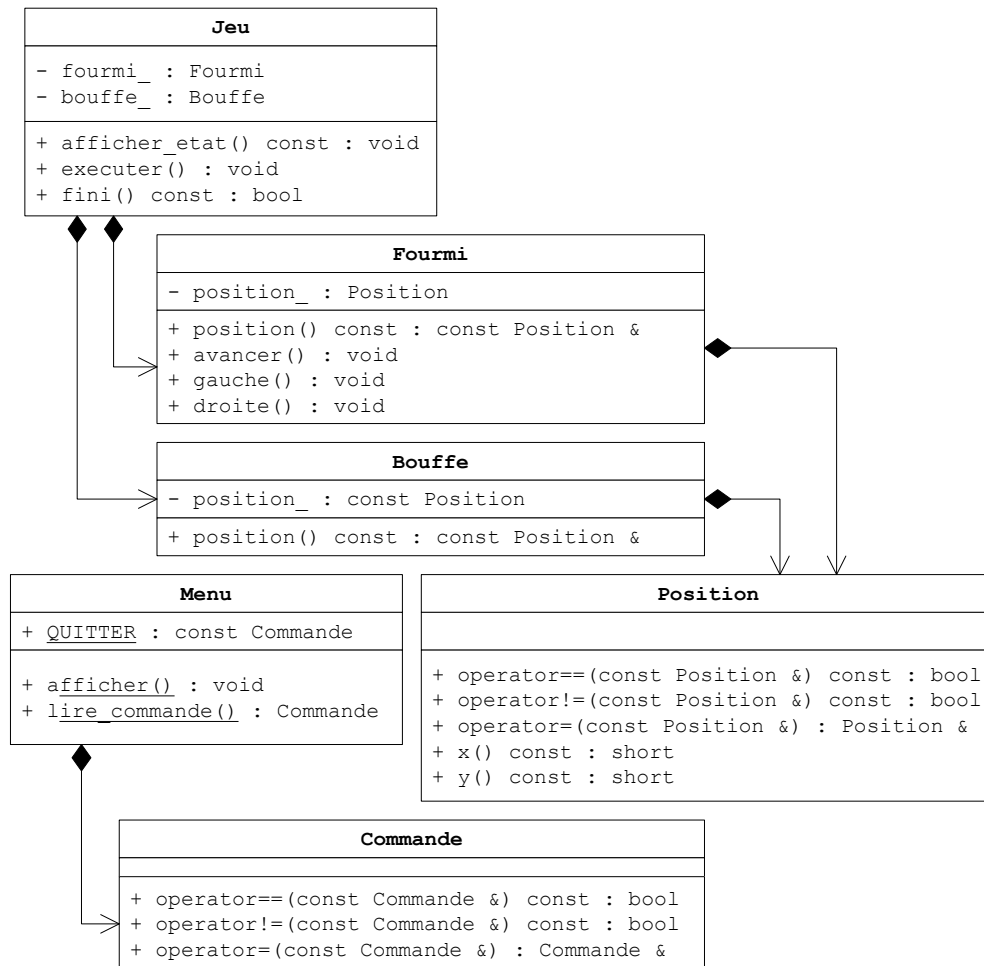 Jeu
- fourmi_ : Fourmi
- bouffe_ : Bouffe
+ afficher_etat() const : void
+ executer() : void
+ fini() const : bool
Fourmi
- position_ : Position
+ position() const : const Position &
+ avancer() : void
+ gauche() : void
+ droite() : void
Bouffe
- position_ : const Position
+ position() const : const Position &
Menu
+ QUITTER : const Commande
+ afficher() : void
+ lire_commande() : Commande
Position
+ operator==(const Position &) const : bool
+ operator!=(const Position &) const : bool
+ operator=(const Position &) : Position &
+ x() const : short
+ y() const : short
Commande
+ operator==(const Commande &) const : bool
+ operator!=(const Commande &) const : bool
+ operator=(const Commande &) : Commande &